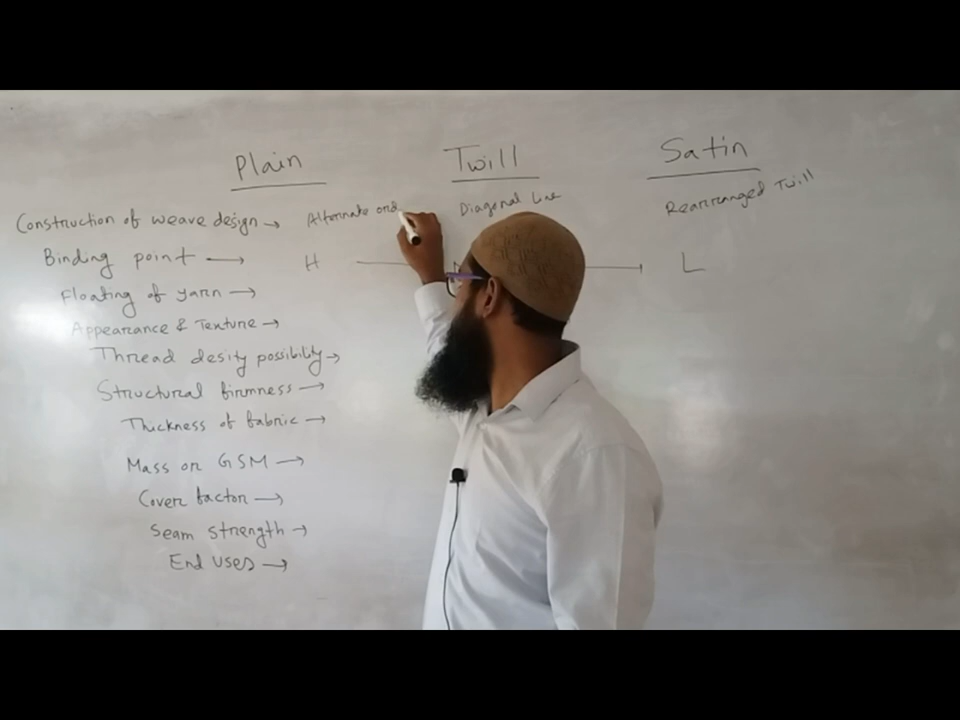 Plain Twill Satin
Construction of weave design → Alternate ord Diagonal Line Rearranged Twill
Binding point → H L
Floating of yarn →
Appearance & Texture →
Thread desity possibility →
Structural firmness →
Thickness of fabric →
Mass or GSM →
Cover factor →
Seam strength →
End uses →